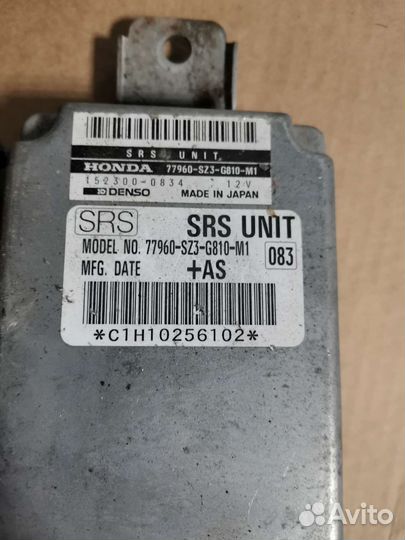 SRS UNIT
HONDA 77960-SZ3-G810-M1
152300-0834 12V
DENSO MADE IN JAPAN
SRS SRS UNIT
MODEL NO. 77960-SZ3-G810-M1
083
MFG. DATE +AS
*C1H10256102*
Avito